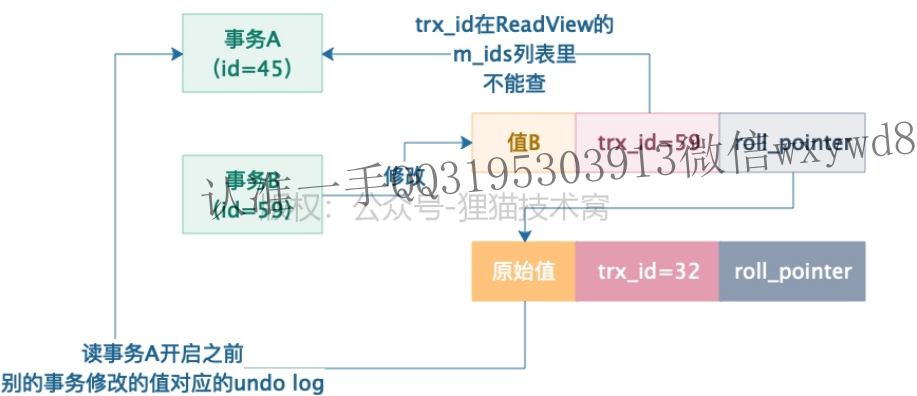 事务A
（id=45）
trx_id在ReadView的
m_ids列表里
不能查
值B
trx_id=59
roll_pointer
事务B
（id=59）
修改
认准一手QQ3195303913微信wxywd8
版权：公众号-狸猫技术窝
原始值
trx_id=32
roll_pointer
读事务A开启之前
别的事务修改的值对应的undo log